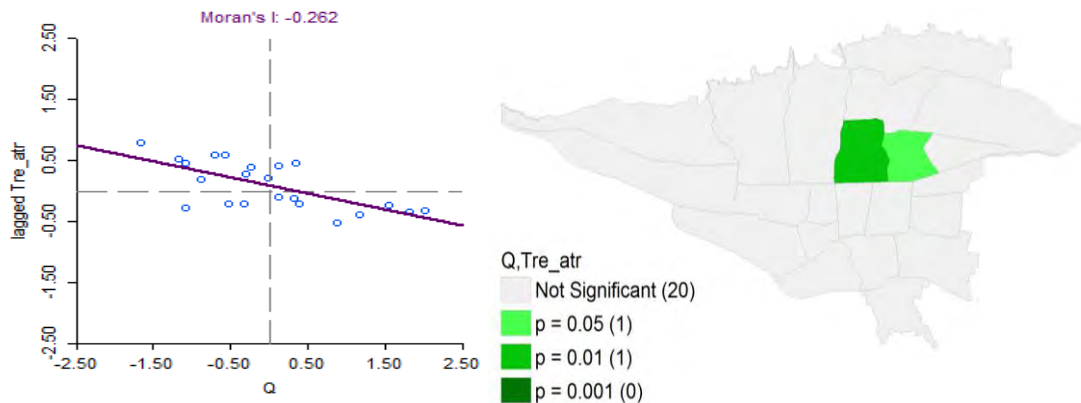 Moran's I: -0.262
2.50
1.50
0.50
-0.50
-1.50
-2.50
lagged Tre_atr
-2.50 -1.50 -0.50 0.50 1.50 2.50
Q
Q,Tre_atr
Not Significant (20)
p = 0.05 (1)
p = 0.01 (1)
p = 0.001 (0)